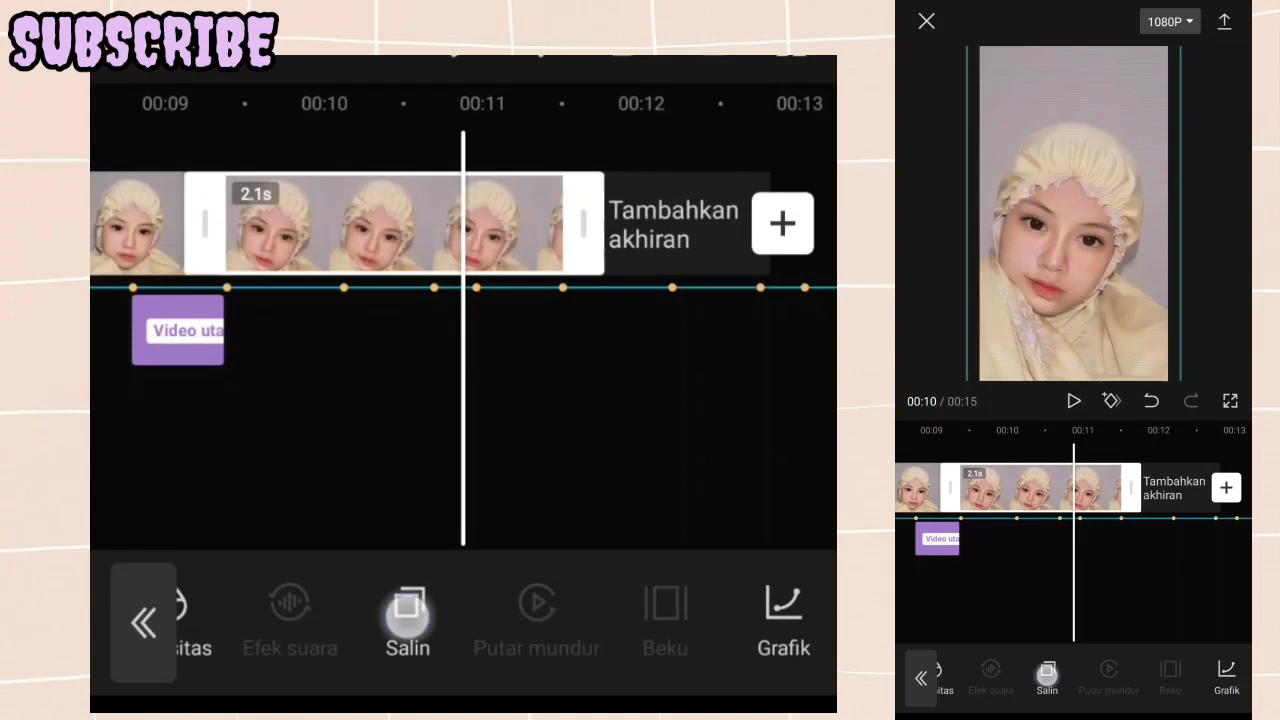 SUBSCRIBE
00:09 00:10 00:11 00:12 00:13
2.1s
Tambahkan
akhiran
Video uta
sitas
Efek suara
Salin
Putar mundur
Beku
Grafik
1080P
00:10 / 00:15
00:09 00:10 00:11 00:12 00:13
2.1s
Tambahkan
akhiran
Video uta
itas
Efek suara
Salin
Putar mundur
Beku
Grafik